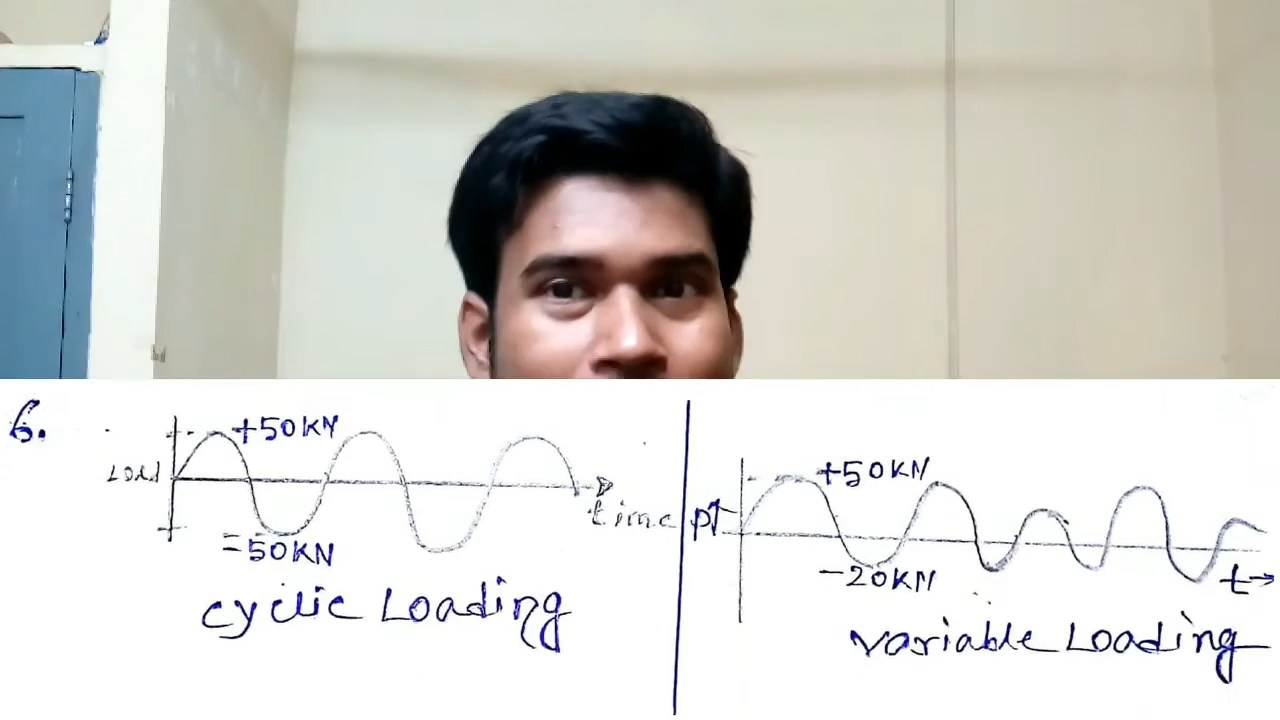 6.
+50KN
Load
time
=50KN
cyclic Loading
+50KN
P↑
-20KN
t→
variable Loading